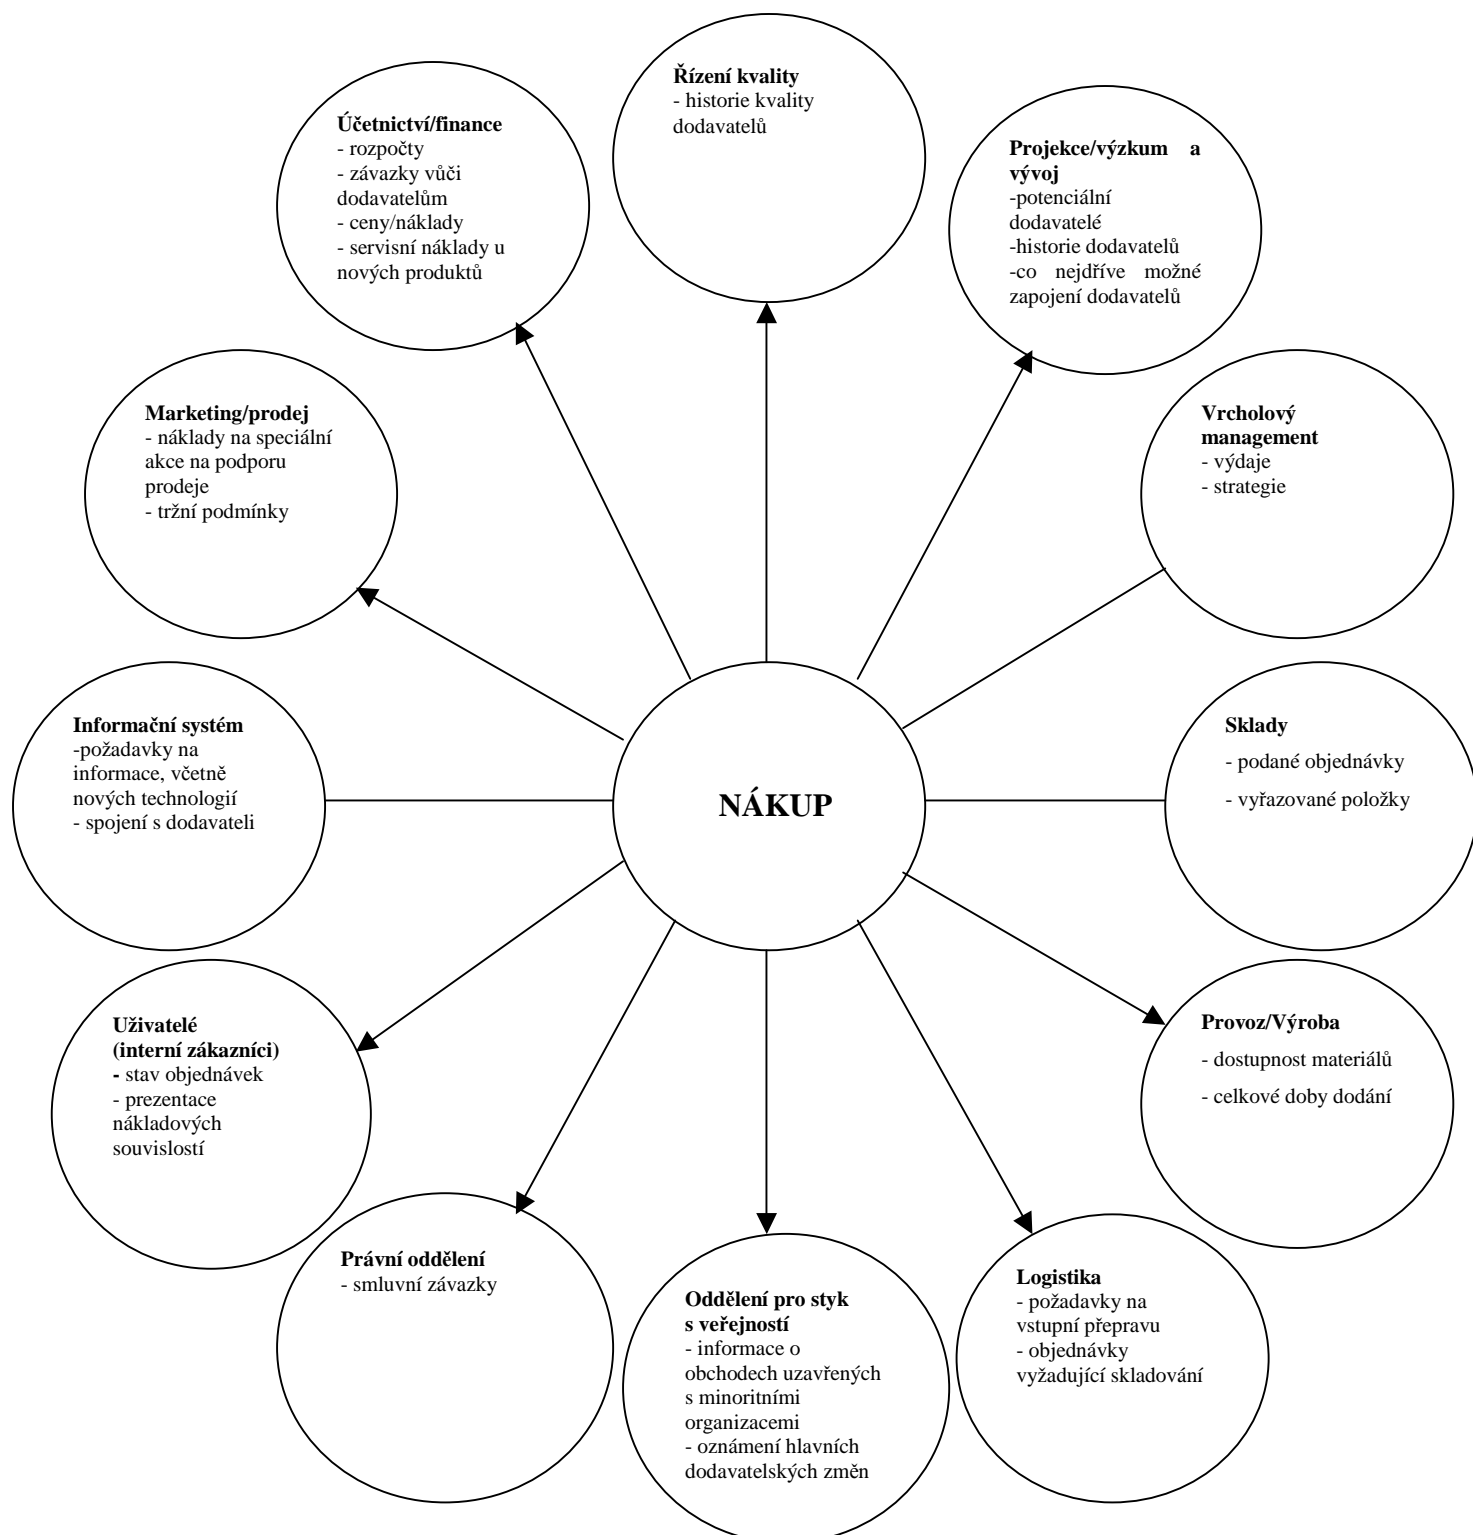 Řízení kvality
- historie kvality
dodavatelů
Účetnictví/finance
- rozpočty
- závazky vůči
dodavatelům
- ceny/náklady
- servisní náklady u
nových produktů
Projekce/výzkum a
vývoj
-potenciální
dodavatelé
-historie dodavatelů
-co nejdříve možné
zapojení dodavatelů
Marketing/prodej
- náklady na speciální
akce na podporu
prodeje
- tržní podmínky
Vrcholový
management
- výdaje
- strategie
Informační systém
-požadavky na
informace, včetně
nových technologií
- spojení s dodavateli
NÁKUP
Sklady
- podané objednávky
- vyřazované položky
Uživatelé
(interní zákazníci)
- stav objednávek
- prezentace
nákladových
souvislostí
Provoz/Výroba
- dostupnost materiálů
- celkové doby dodání
Právní oddělení
- smluvní závazky
Oddělení pro styk
s veřejností
- informace o
obchodech uzavřených
s minoritními
organizacemi
- oznámení hlavních
dodavatelských změn
Logistika
- požadavky na
vstupní přepravu
- objednávky
vyžadující skladování